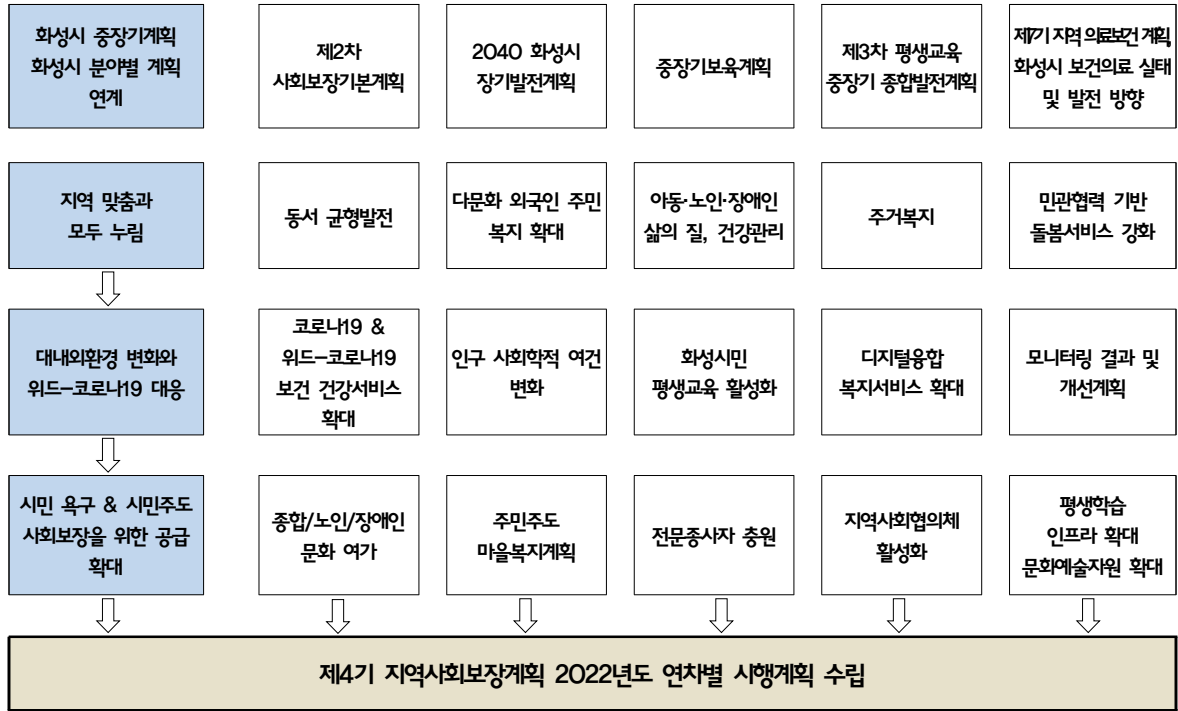 화성시 중장기계획
화성시 분야별 계획
연계
제2차
사회보장기본계획
2040 화성시
장기발전계획
중장기보육계획
제3차 평생교육
중장기 종합발전계획
제7기 지역 의료보건 계획,
화성시 보건의료 실태
및 발전 방향
지역 맞춤과
모두 누림
동서 균형발전
다문화 외국인 주민
복지 확대
아동·노인·장애인
삶의 질, 건강관리
주거복지
민관협력 기반
돌봄서비스 강화
대내외환경 변화와
위드-코로나19 대응
코로나19 &
위드-코로나19
보건 건강서비스
확대
인구 사회학적 여건
변화
화성시민
평생교육 활성화
디지털융합
복지서비스 확대
모니터링 결과 및
개선계획
시민 욕구 & 시민주도
사회보장을 위한 공급
확대
종합/노인/장애인
문화 여가
주민주도
마을복지계획
전문종사자 충원
지역사회협의체
활성화
평생학습
인프라 확대
문화예술자원 확대
제4기 지역사회보장계획 2022년도 연차별 시행계획 수립